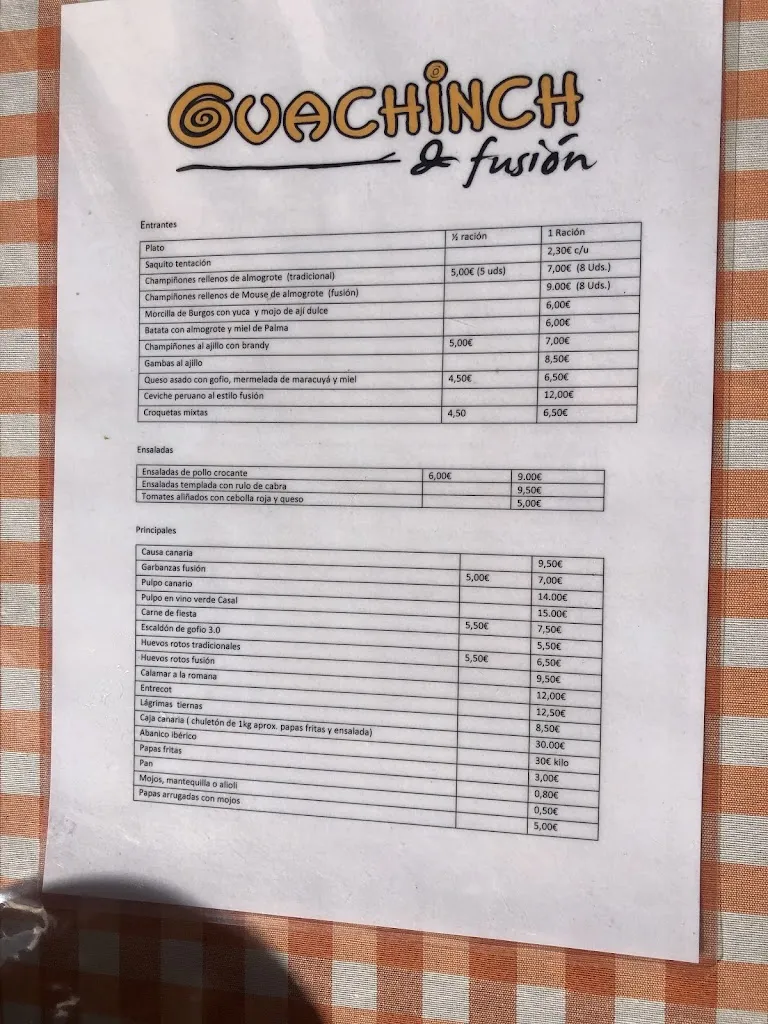 GUACHINCH
& fusión
Entrantes
Plato ½ ración 1 Ración
Saquito tentación 2,30€ c/u
Champiñones rellenos de almogrote (tradicional) 5,00€ (5 uds) 7,00€ (8 Uds.)
Champiñones rellenos de Mouse de almogrote (fusión) 9.00€ (8 Uds.)
Morcilla de Burgos con yuca y mojo de ají dulce 6,00€
Batata con almogrote y miel de Palma 6,00€
Champiñones al ajillo con brandy 5,00€ 7,00€
Gambas al ajillo 8,50€
Queso asado con gofio, mermelada de maracuyá y miel 4,50€ 6,50€
Ceviche peruano al estilo fusión 12,00€
Croquetas mixtas 4,50 6,50€
Ensaladas
Ensaladas de pollo crocante 6,00€ 9.00€
Ensaladas templada con rulo de cabra 9,50€
Tomates aliñados con cebolla roja y queso 5,00€
Principales
Causa canaria 9,50€
Garbanzas fusión 5,00€ 7,00€
Pulpo canario 14.00€
Pulpo en vino verde Casal 15.00€
Carne de fiesta 5,50€ 7,50€
Escaldón de gofio 3.0 5,50€
Huevos rotos tradicionales 5,50€ 6,50€
Huevos rotos fusión 9,50€
Calamar a la romana 12,00€
Entrecot 12,50€
Lágrimas tiernas 8,50€
Caja canaria ( chuletón de 1kg aprox. papas fritas y ensalada) 30.00€
Abanico ibérico 30€ kilo
Papas fritas 3,00€
Pan 0,80€
Mojos, mantequilla o alioli 0,50€
Papas arrugadas con mojos 5,00€